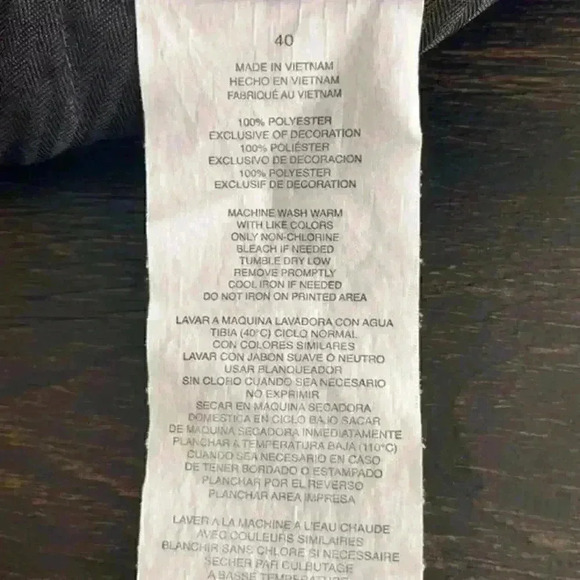 40
MADE IN VIETNAM
HECHO EN VIETNAM
FABRIQUÉ AU VIETNAM
100% POLYESTER
EXCLUSIVE OF DECORATION
100% POLIÉSTER
EXCLUSIVO DE DECORACION
100% POLYESTER
EXCLUSIF DE DECORATION
MACHINE WASH WARM
WITH LIKE COLORS
ONLY NON-CHLORINE
BLEACH IF NEEDED
TUMBLE DRY LOW
REMOVE PROMPTLY
COOL IRON IF NEEDED
DO NOT IRON ON PRINTED AREA
LAVAR A MAQUINA LAVADORA CON AGUA
TIBIA (40°C) CICLO NORMAL
CON COLORES SIMILARES
LAVAR CON JABON SUAVE O NEUTRO
USAR BLANQUEADOR
SIN CLORO CUANDO SEA NECESARIO
NO EXPRIMIR
SECAR EN MAQUINA SECADORA
DOMESTICA EN CICLO BAJO SACAR
DE MAQUINA SECADORA INMEDIATAMENTE
PLANCHAR A TEMPERATURA BAJA (110°C)
CUANDO SEA NECESARIO EN CASO
DE TENER BORDADO O ESTAMPADO
PLANCHAR POR EL REVERSO
PLANCHAR AREA IMPRESA
LAVER A LA MACHINE A L'EAU CHAUDE
AVEC COULEURS SIMILAIRES
BLANCHIR SANS CHLORE SI NECESSAIRE
SECHER PAR CULBUTAGE
A BASSE TEMPERATURE